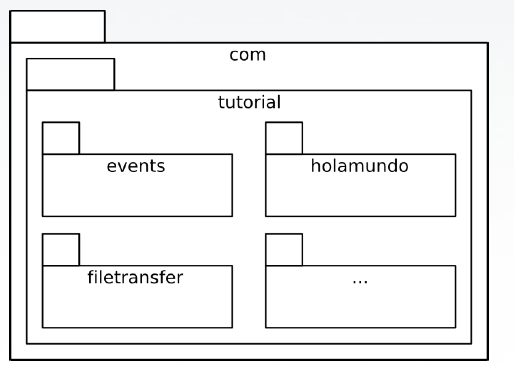 com
tutorial
events
holamundo
filetransfer
...